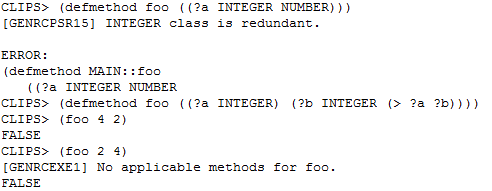 CLIPS> (defmethod foo ((?a INTEGER NUMBER)))
[GENRCPSR15] INTEGER class is redundant.

ERROR:
(defmethod MAIN::foo
   ((?a INTEGER NUMBER
CLIPS> (defmethod foo ((?a INTEGER) (?b INTEGER (> ?a ?b))))
CLIPS> (foo 4 2)
FALSE
CLIPS> (foo 2 4)
[GENRCEXE1] No applicable methods for foo.
FALSE